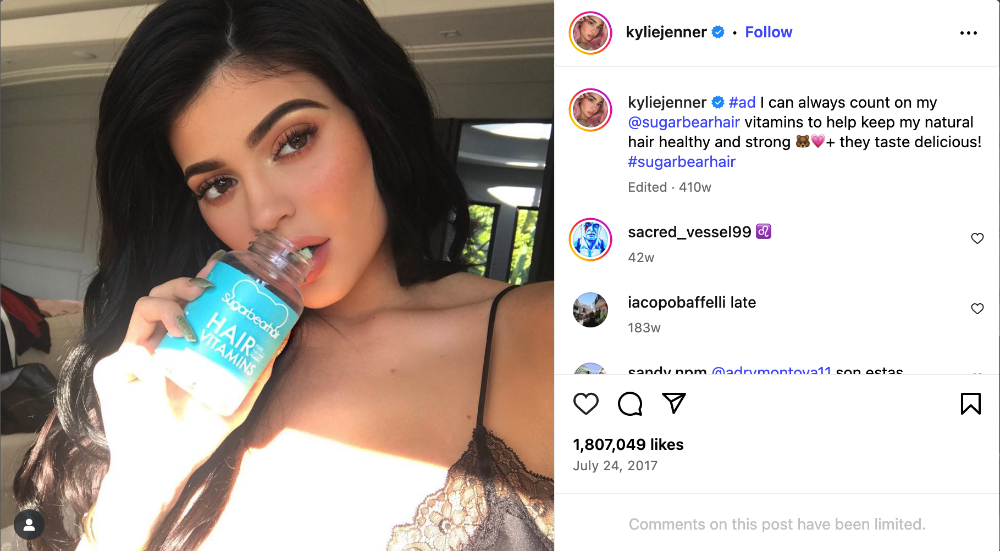 sugarbearhair
HAIR
VITAMINS
kyliejenner • Follow
kyliejenner #ad I can always count on my
@sugarbearhair vitamins to help keep my natural
hair healthy and strong 🐻💗+ they taste delicious!
#sugarbearhair
Edited · 410w
sacred_vessel99 ♌
42w
iacopobaffelli late
183w
sandy.npm @adrymontoya11 son estas
1,807,049 likes
July 24, 2017
Comments on this post have been limited.